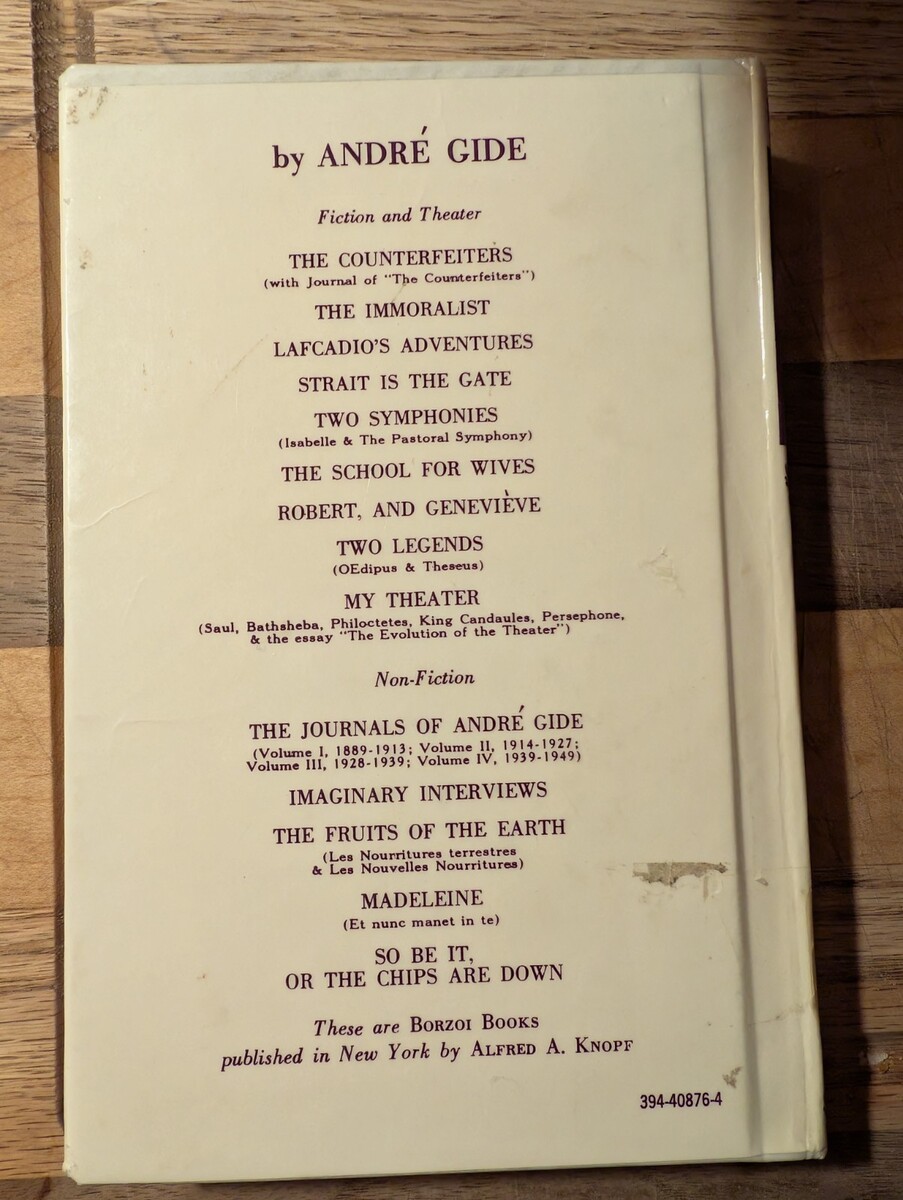 by ANDRÉ GIDE
Fiction and Theater
THE COUNTERFEITERS
(with Journal of "The Counterfeiters")
THE IMMORALIST
LAFCADIO'S ADVENTURES
STRAIT IS THE GATE
TWO SYMPHONIES
(Isabelle & The Pastoral Symphony)
THE SCHOOL FOR WIVES
ROBERT, AND GENEVIÈVE
TWO LEGENDS
(OEdipus & Theseus)
MY THEATER
(Saul, Bathsheba, Philoctetes, King Candaules, Persephone,
& the essay "The Evolution of the Theater")
Non-Fiction
THE JOURNALS OF ANDRÉ GIDE
(Volume I, 1889-1913; Volume II, 1914-1927;
Volume III, 1928-1939; Volume IV, 1939-1949)
IMAGINARY INTERVIEWS
THE FRUITS OF THE EARTH
(Les Nourritures terrestres
& Les Nouvelles Nourritures)
MADELEINE
(Et nunc manet in te)
SO BE IT,
OR THE CHIPS ARE DOWN
These are BORZOI BOOKS
published in New York by ALFRED A. KNOPF
394-40876-4